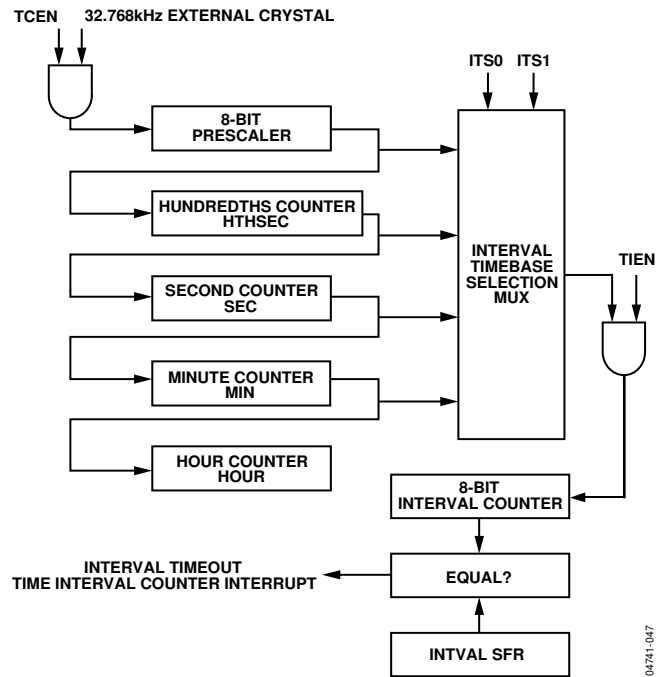 TCEN 32.768kHz EXTERNAL CRYSTAL
ITS0 ITS1
8-BIT
PRESCALER
HUNDREDTHS COUNTER
HTHSEC
INTERVAL
TIMEBASE
SELECTION
MUX
TIEN
SECOND COUNTER
SEC
MINUTE COUNTER
MIN
HOUR COUNTER
HOUR
8-BIT
INTERVAL COUNTER
INTERVAL TIMEOUT
TIME INTERVAL COUNTER INTERRUPT
EQUAL?
INTVAL SFR
04741-047